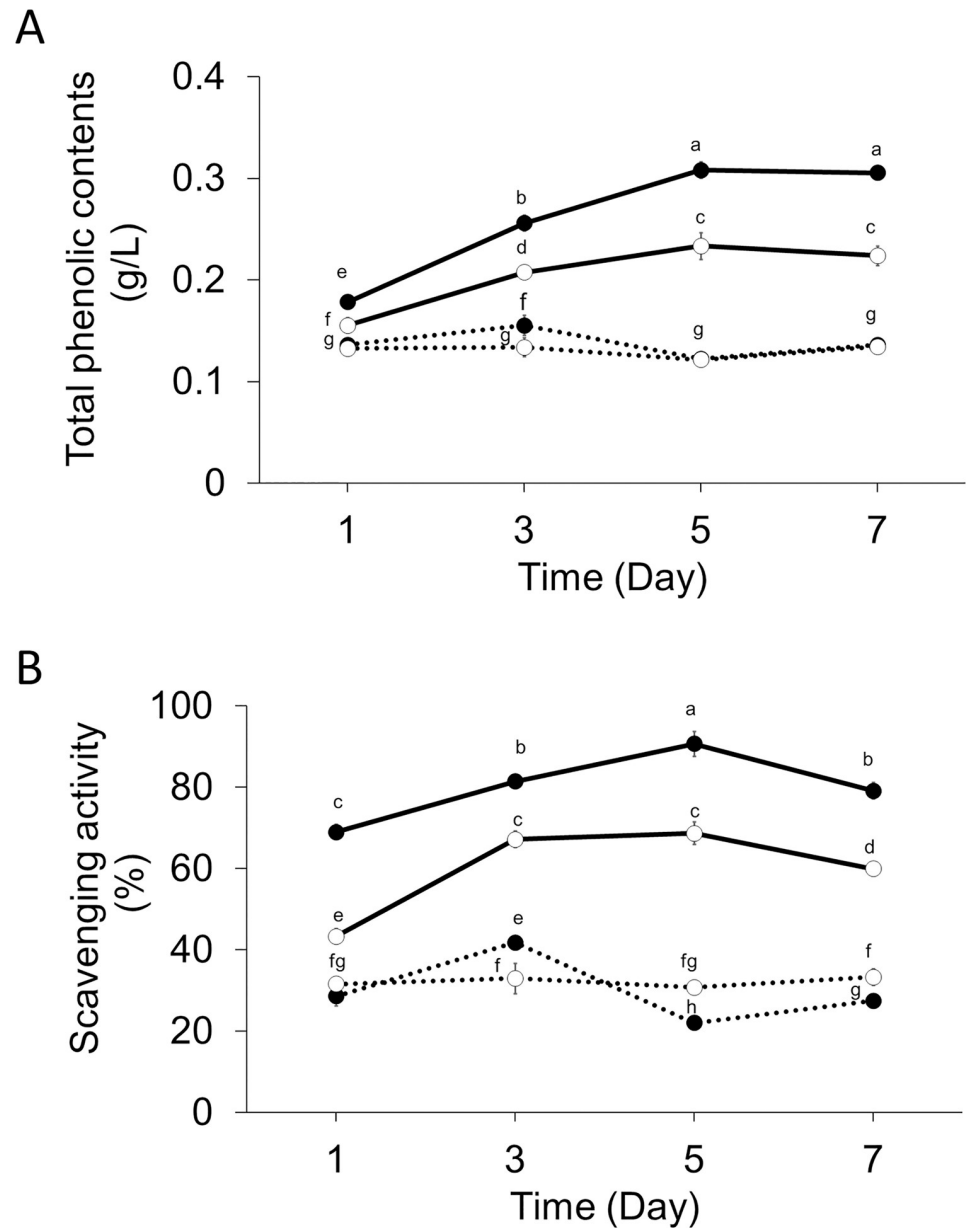 A
Total phenolic contents
(g/L)
0.4
0.3
0.2
0.1
0
a
a
b
c
c
d
e
f
f
g
g
g
g
1
3
5
7
Time (Day)
B
Scavenging activity
(%)
100
80
60
40
20
0
a
b
b
c
c
c
d
e
e
f
fg
f
fg
g
h
1
3
5
7
Time (Day)